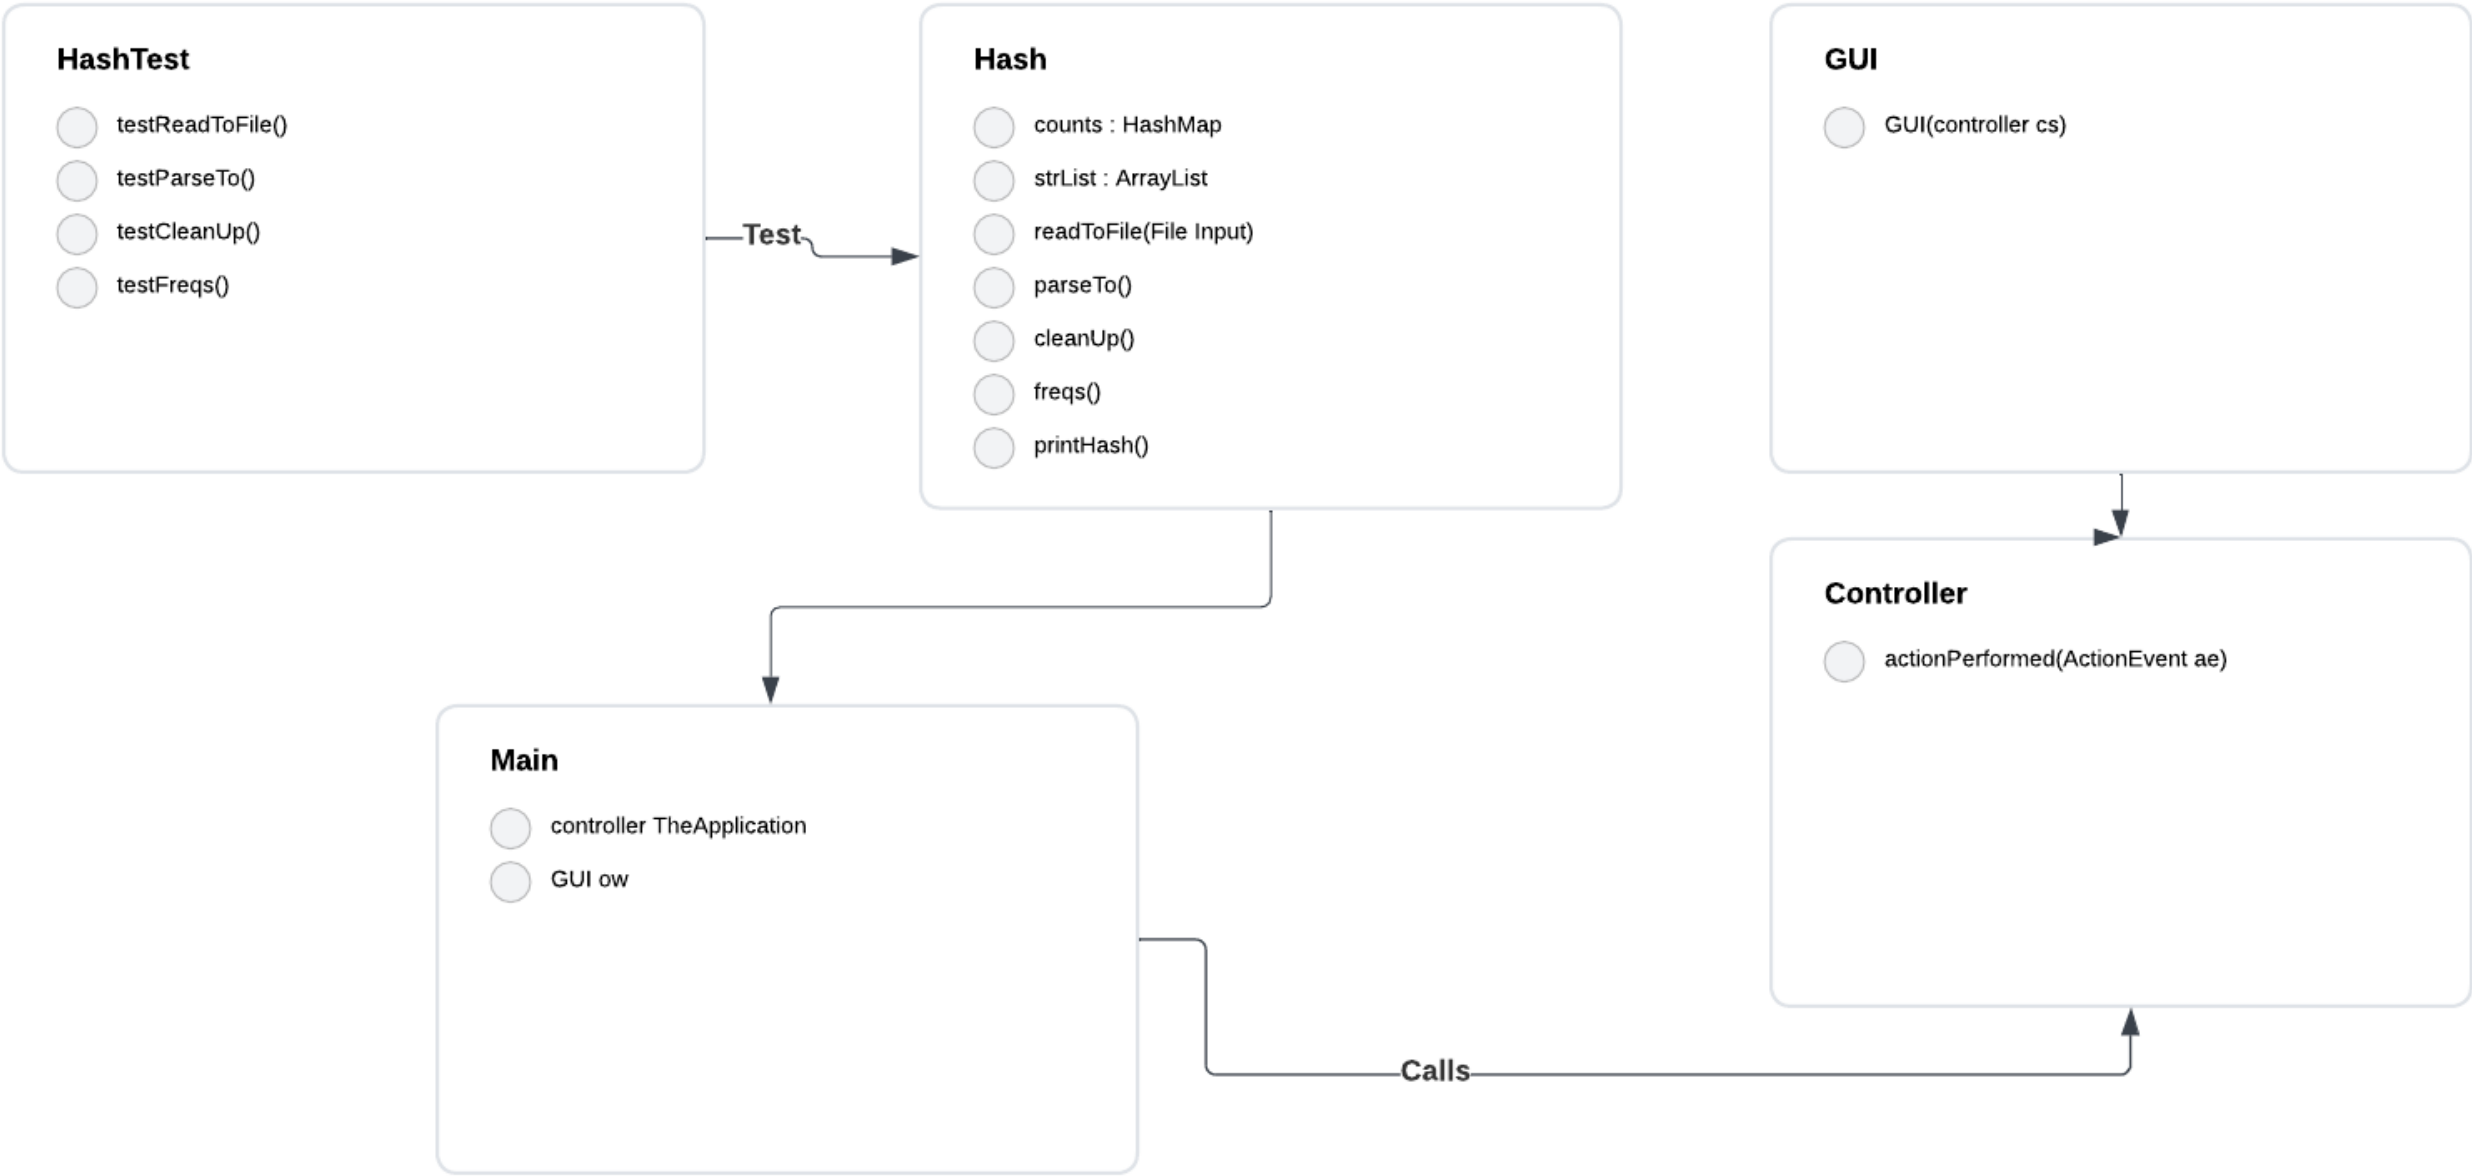 HashTest
testReadToFile()
testParseTo()
testCleanUp()
testFreqs()
Test
Hash
counts : HashMap
strList : ArrayList
readToFile(File Input)
parseTo()
cleanUp()
freqs()
printHash()
GUI
GUI(controller cs)
Controller
actionPerformed(ActionEvent ae)
Main
controller TheApplication
GUI ow
Calls